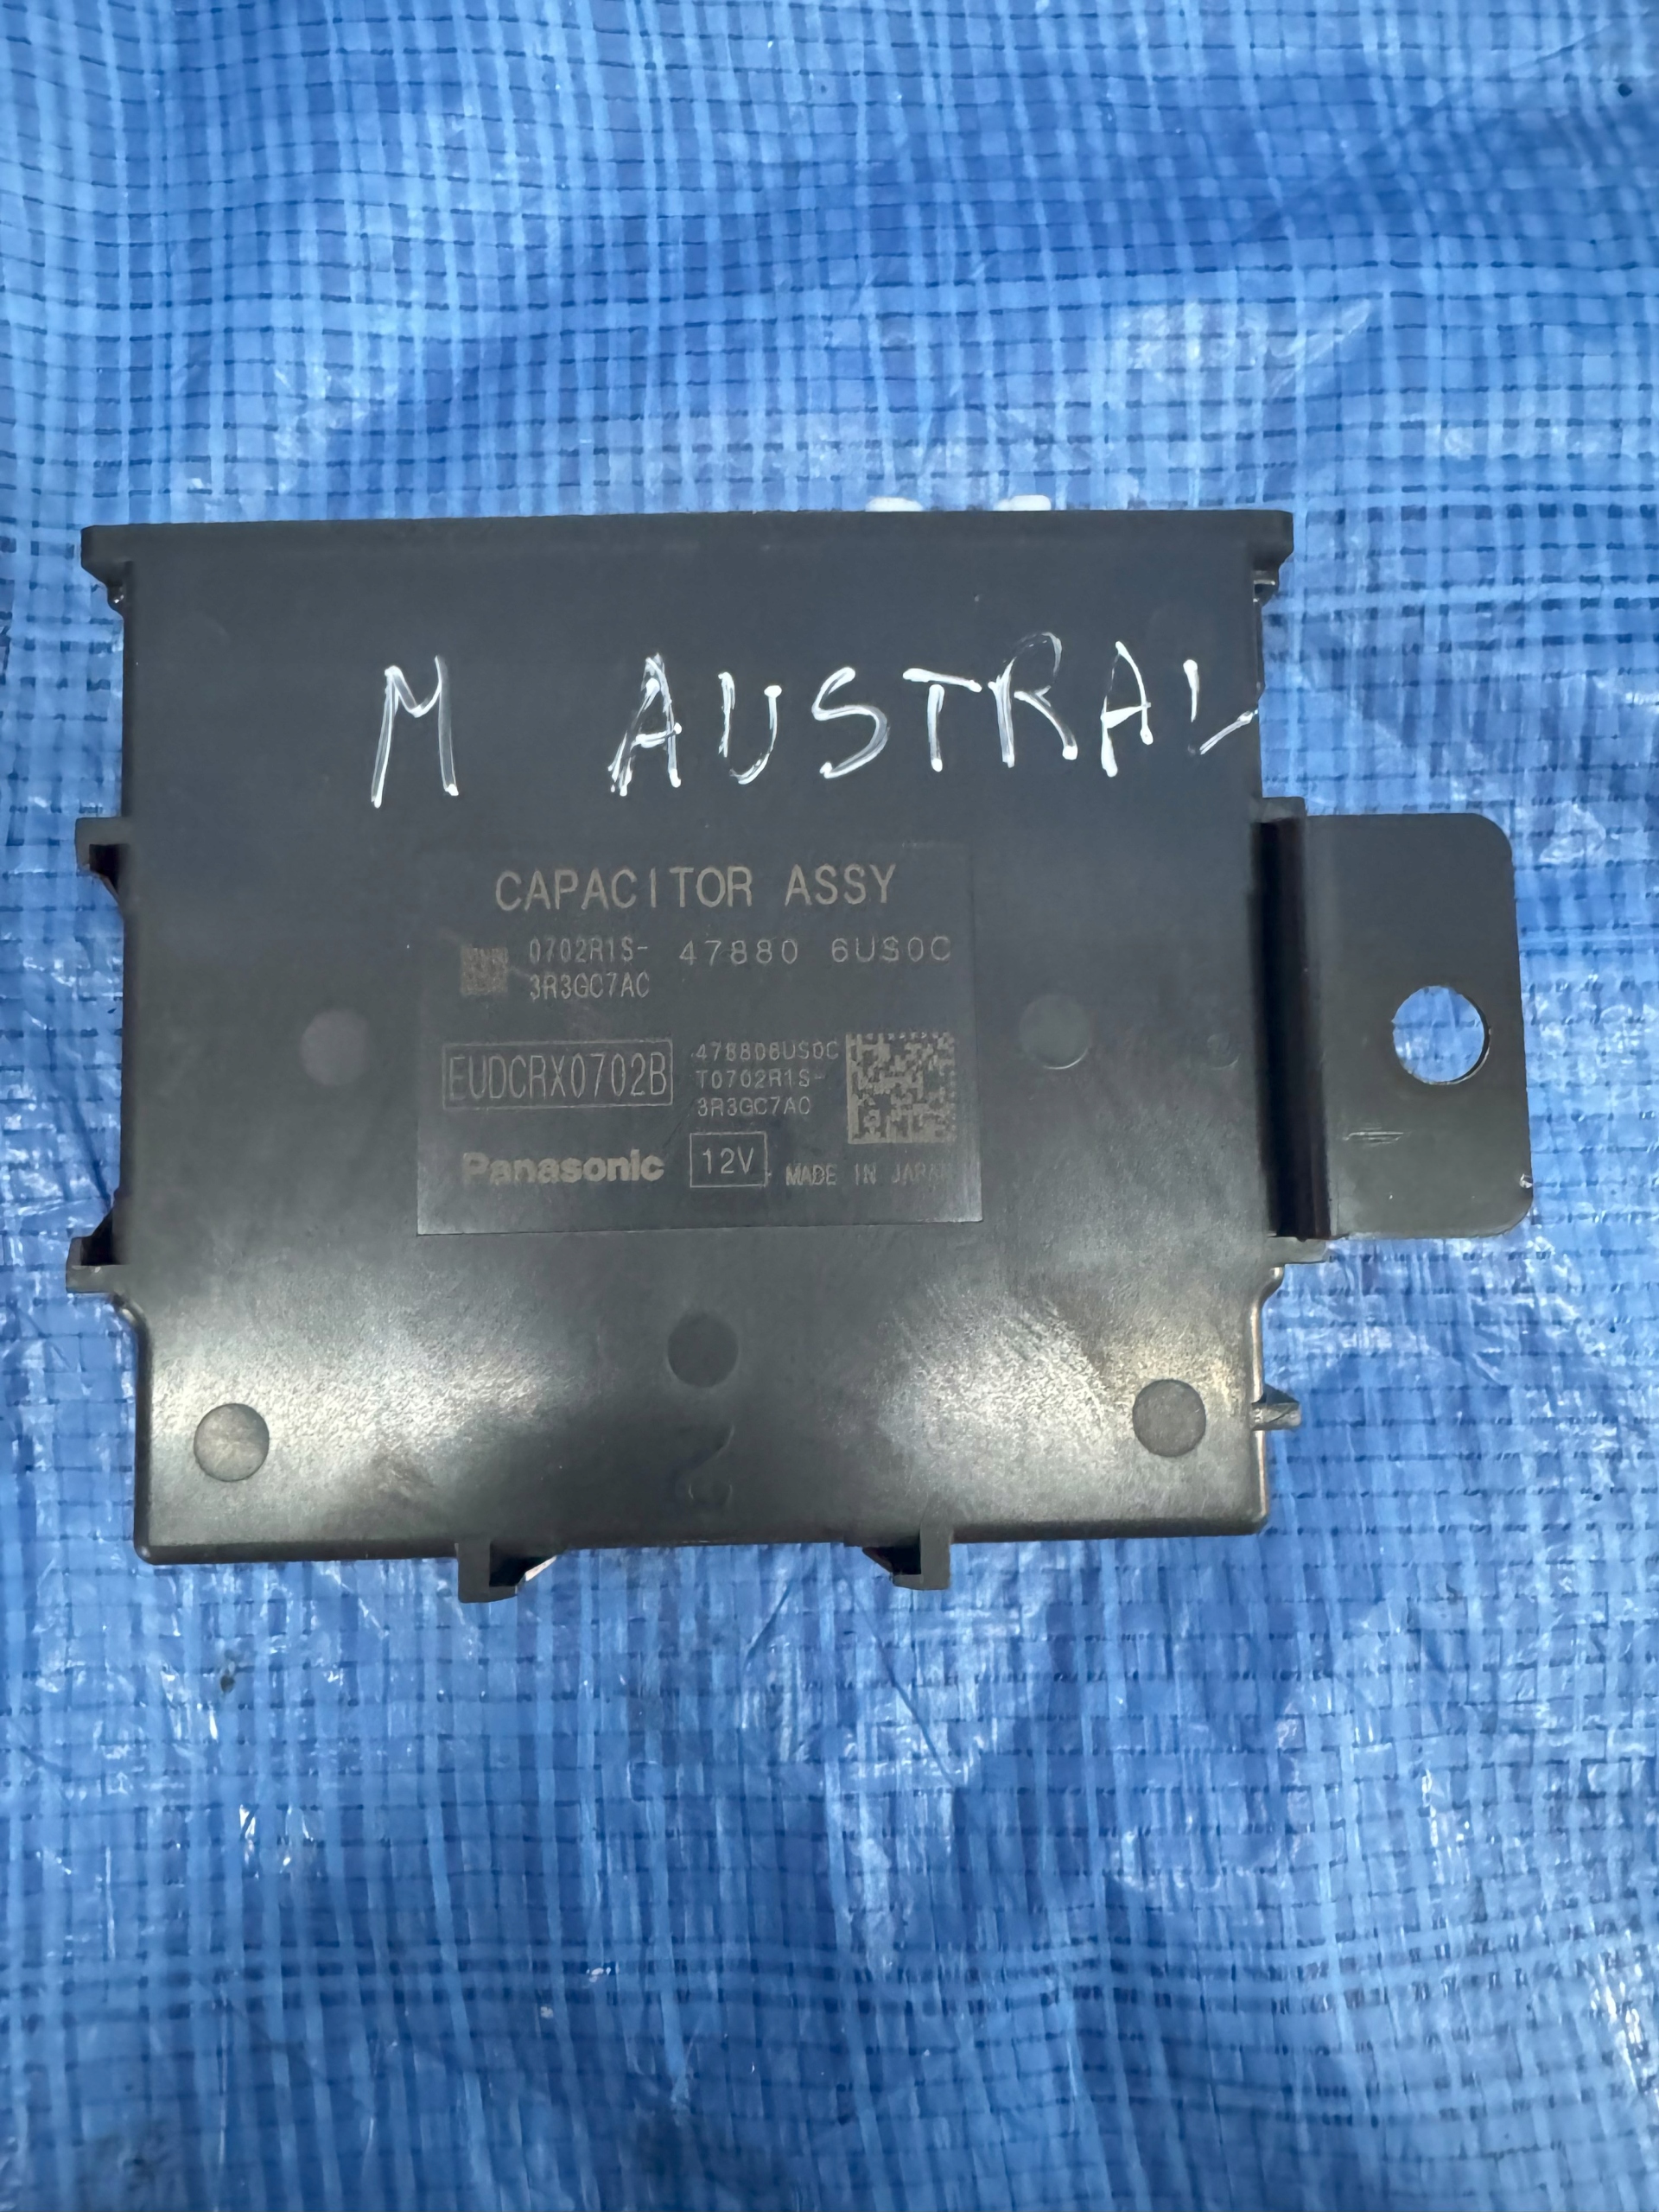 M AUSTRAL
CAPACITOR ASSY
0702R1S- 47880 6US0C
3R3GC7AC
EUDCRX0702B
478806US0C
T0702R1S-
3R3GC7AC
Panasonic 12V MADE IN JAPAN